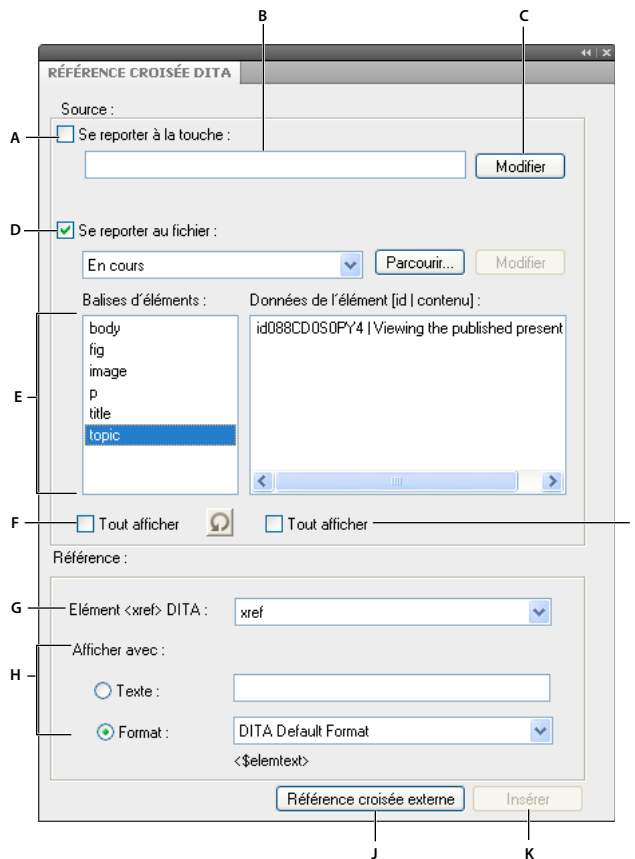 B
C
RÉFÉRENCE CROISÉE DITA
Source :
A
Se reporter à la touche :
Modifier
D
Se reporter au fichier :
En cours
Parcourir...
Modifier
Balises d´éléments :
Données de l´élément [id | contenu] :
E
body
fig
image
p
title
topic
id088CD0S0PY4 | Viewing the published present
F
Tout afficher
Tout afficher
Référence :
G
Elément <xref> DITA :
xref
Afficher avec :
H
Texte :
Format :
DITA Default Format
<$elemtext>
Référence croisée externe
Insérer
J
K